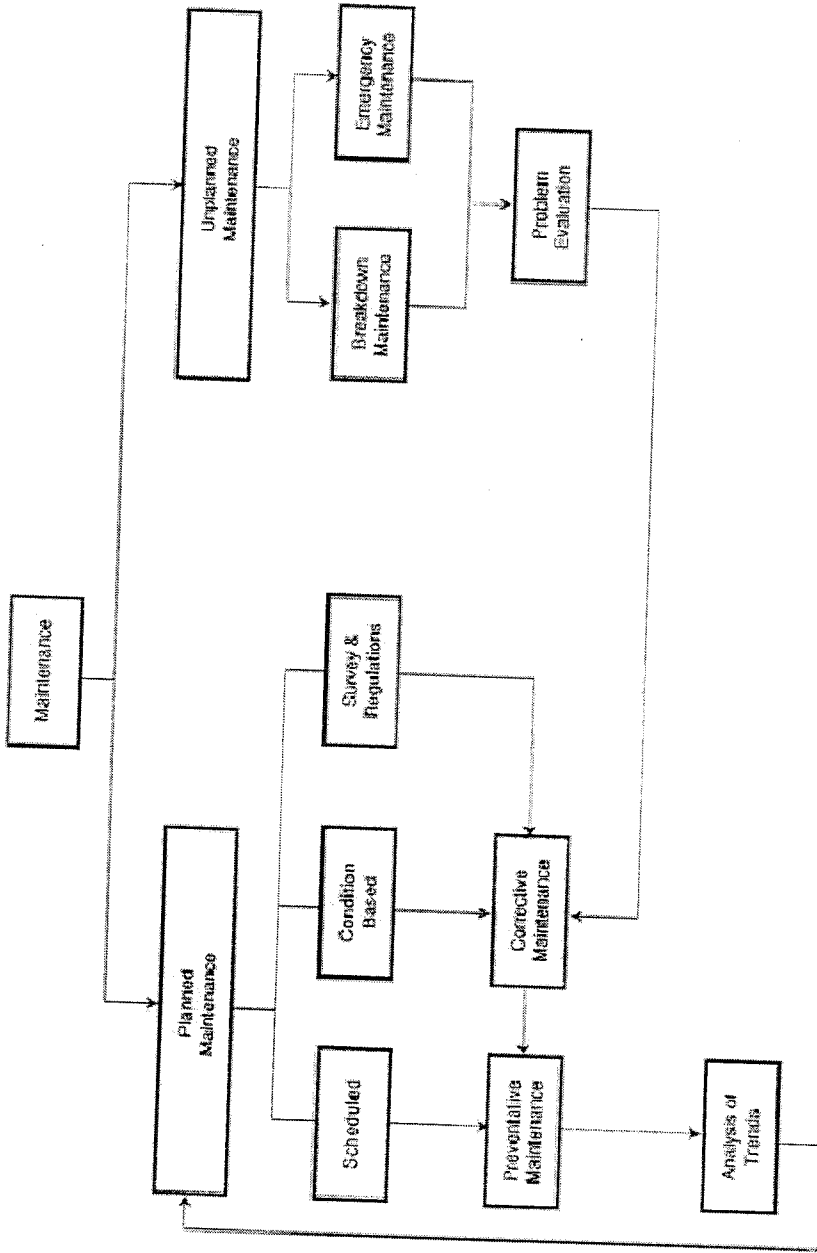 Maintenance
Planned
Maintenance
Unplanned
Maintenance
Scheduled
Condition
Based
Survey &
Regulations
Breakdown
Maintenance
Emergency
Maintenance
Preventative
Maintenance
Corrective
Maintenance
Problem
Evaluation
Analysis of
Trends